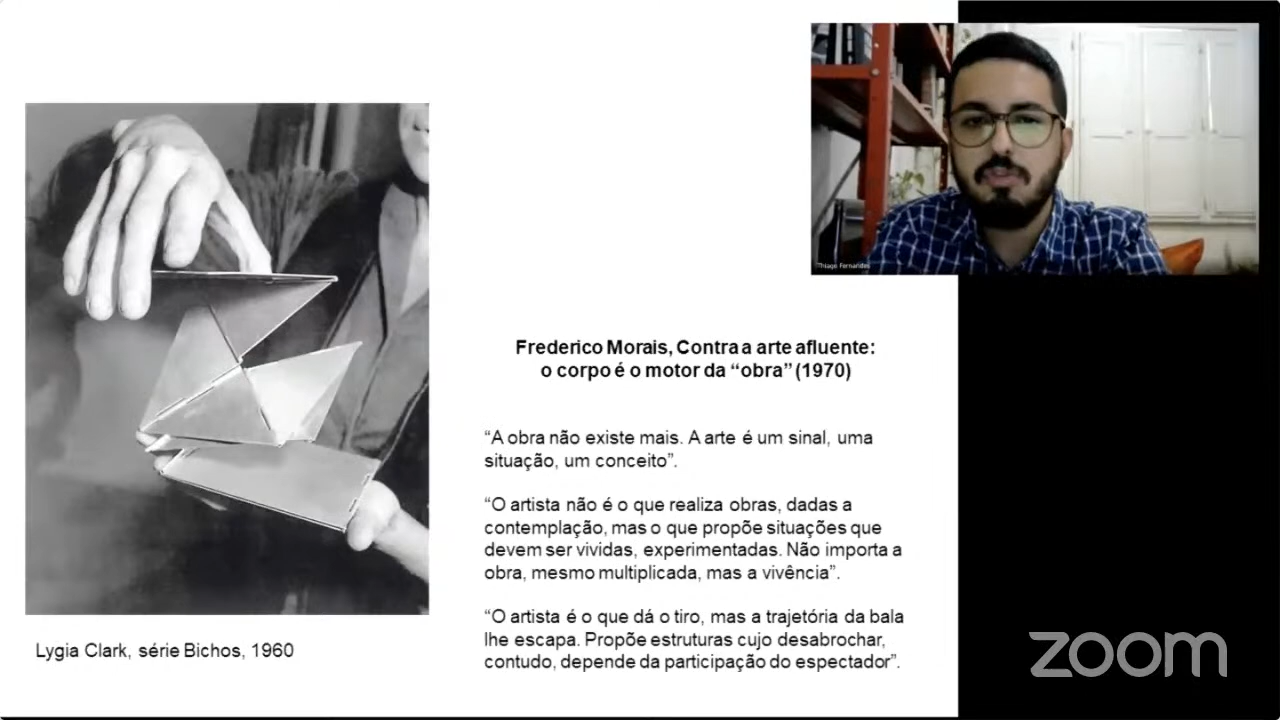 Thiago Fernandes
Frederico Morais, Contra a arte afluente:
o corpo é o motor da “obra” (1970)
“A obra não existe mais. A arte é um sinal, uma
situação, um conceito”.
“O artista não é o que realiza obras, dadas a
contemplação, mas o que propõe situações que
devem ser vividas, experimentadas. Não importa a
obra, mesmo multiplicada, mas a vivência”.
“O artista é o que dá o tiro, mas a trajetória da bala
lhe escapa. Propõe estruturas cujo desabrochar,
contudo, depende da participação do espectador”.
Lygia Clark, série Bichos, 1960
zoom